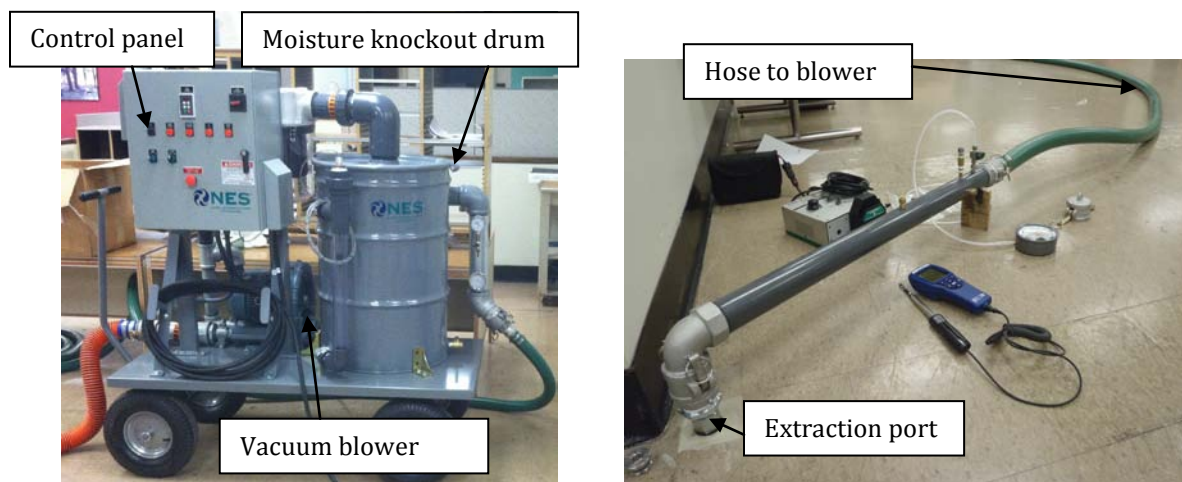 Control panel
Moisture knockout drum
Hose to blower
NES
NES
Vacuum blower
Extraction port